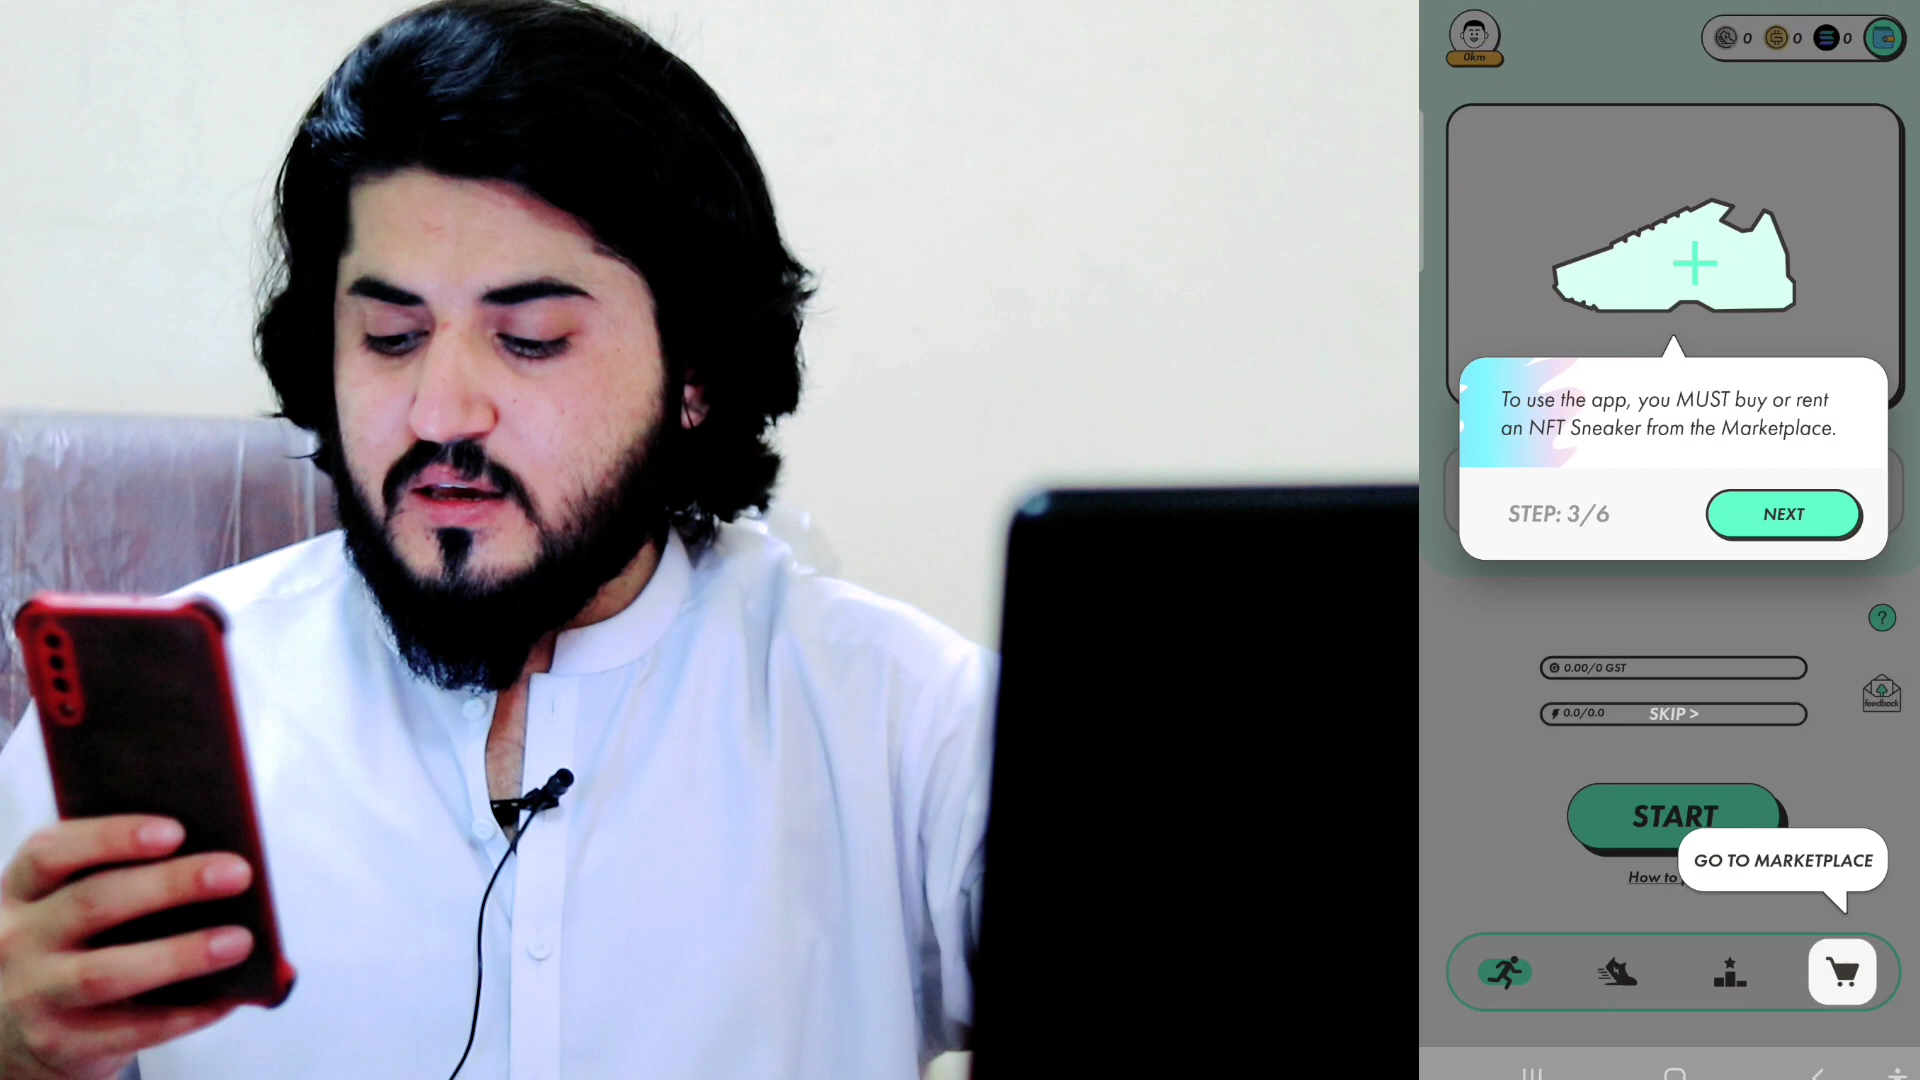 0km
0 0 0
To use the app, you MUST buy or rent
an NFT Sneaker from the Marketplace.
STEP: 3/6
NEXT
?
0.00/0 GST
feedback
0.0/0.0
SKIP >
START
GO TO MARKETPLACE
How to